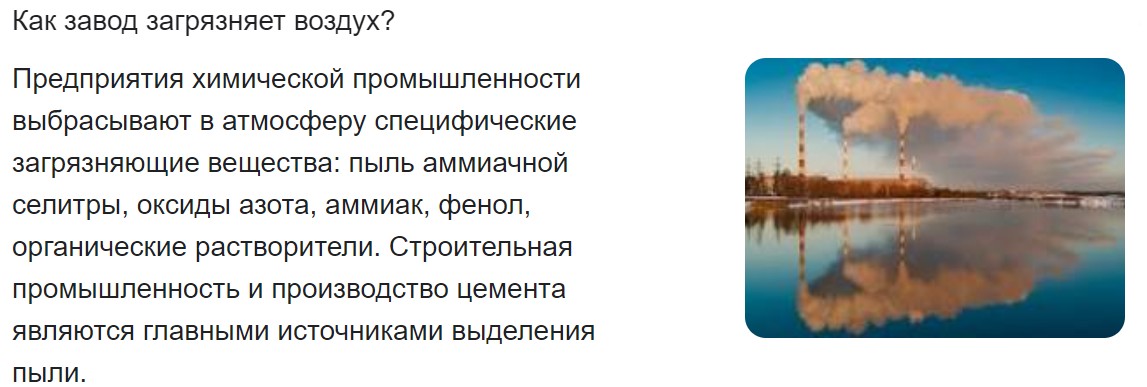 Как завод загрязняет воздух?
Предприятия химической промышленности
выбрасывают в атмосферу специфические
загрязняющие вещества: пыль аммиачной
селитры, оксиды азота, аммиак, фенол,
органические растворители. Строительная
промышленность и производство цемента
являются главными источниками выделения
пыли.